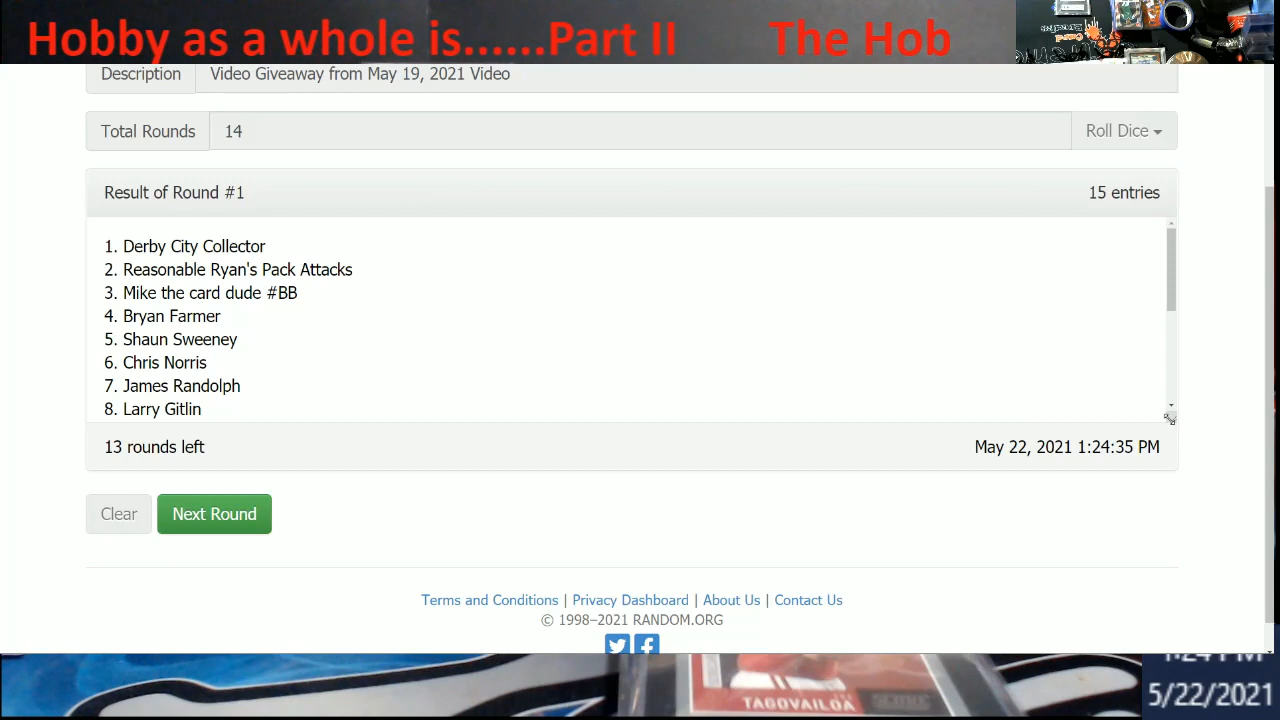 Hobby as a whole is......Part II The Hob
Description Video Giveaway from May 19, 2021 Video
Total Rounds 14 Roll Dice
Result of Round #1 15 entries
1. Derby City Collector
2. Reasonable Ryan's Pack Attacks
3. Mike the card dude #BB
4. Bryan Farmer
5. Shaun Sweeney
6. Chris Norris
7. James Randolph
8. Larry Gitlin
13 rounds left May 22, 2021 1:24:35 PM
Clear Next Round
Terms and Conditions | Privacy Dashboard | About Us | Contact Us
© 1998–2021 RANDOM.ORG
1:24 PM
TAGOVAILOA SCORE
5/22/2021